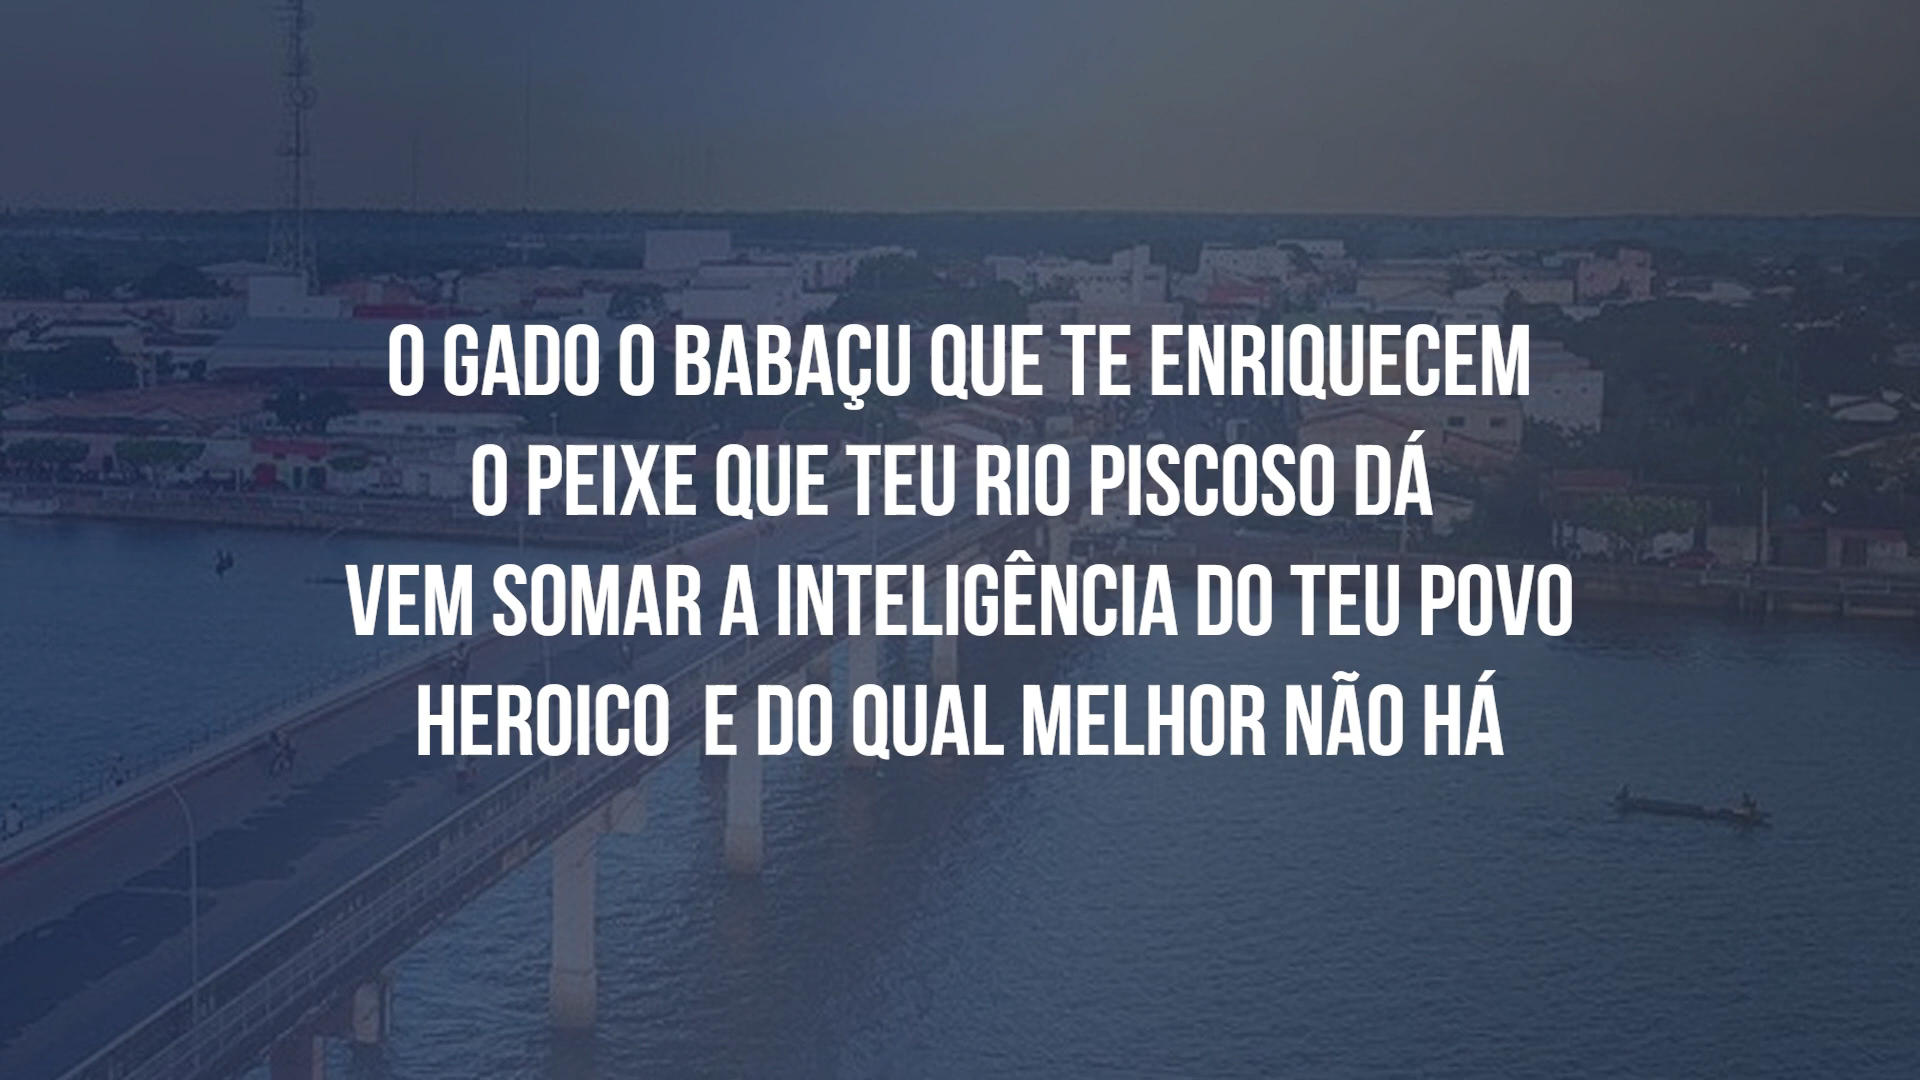 O GADO O BABAÇU QUE TE ENRIQUECEM
O PEIXE QUE TEU RIO PISCOSO DÁ
VEM SOMAR A INTELIGÊNCIA DO TEU POVO
HEROICO  E DO QUAL MELHOR NÃO HÁ